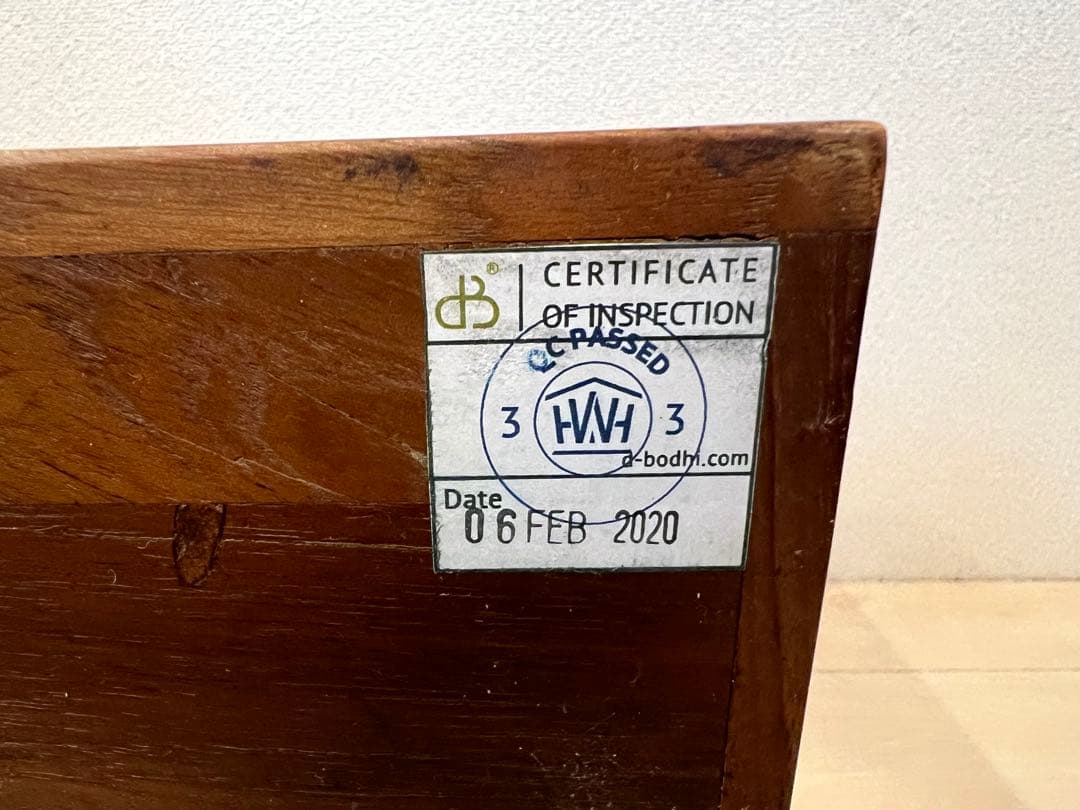 dB®
CERTIFICATE
OF INSPECTION
QC PASSED
3 HWH 3
d-bodhi.com
Date
06 FEB 2020